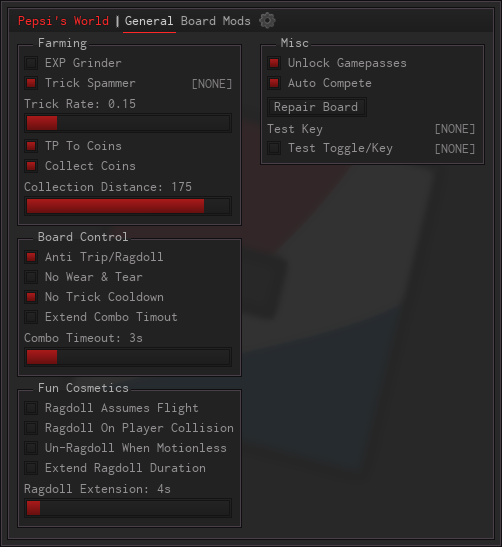 Pepsi's World | General Board Mods
Farming
EXP Grinder
Trick Spammer [NONE]
Trick Rate: 0.15
TP To Coins
Collect Coins
Collection Distance: 175
Board Control
Anti Trip/Ragdoll
No Wear & Tear
No Trick Cooldown
Extend Combo Timout
Combo Timeout: 3s
Fun Cosmetics
Ragdoll Assumes Flight
Ragdoll On Player Collision
Un-Ragdoll When Motionless
Extend Ragdoll Duration
Ragdoll Extension: 4s
Misc
Unlock Gamepasses
Auto Compete
Repair Board
Test Key [NONE]
Test Toggle/Key [NONE]